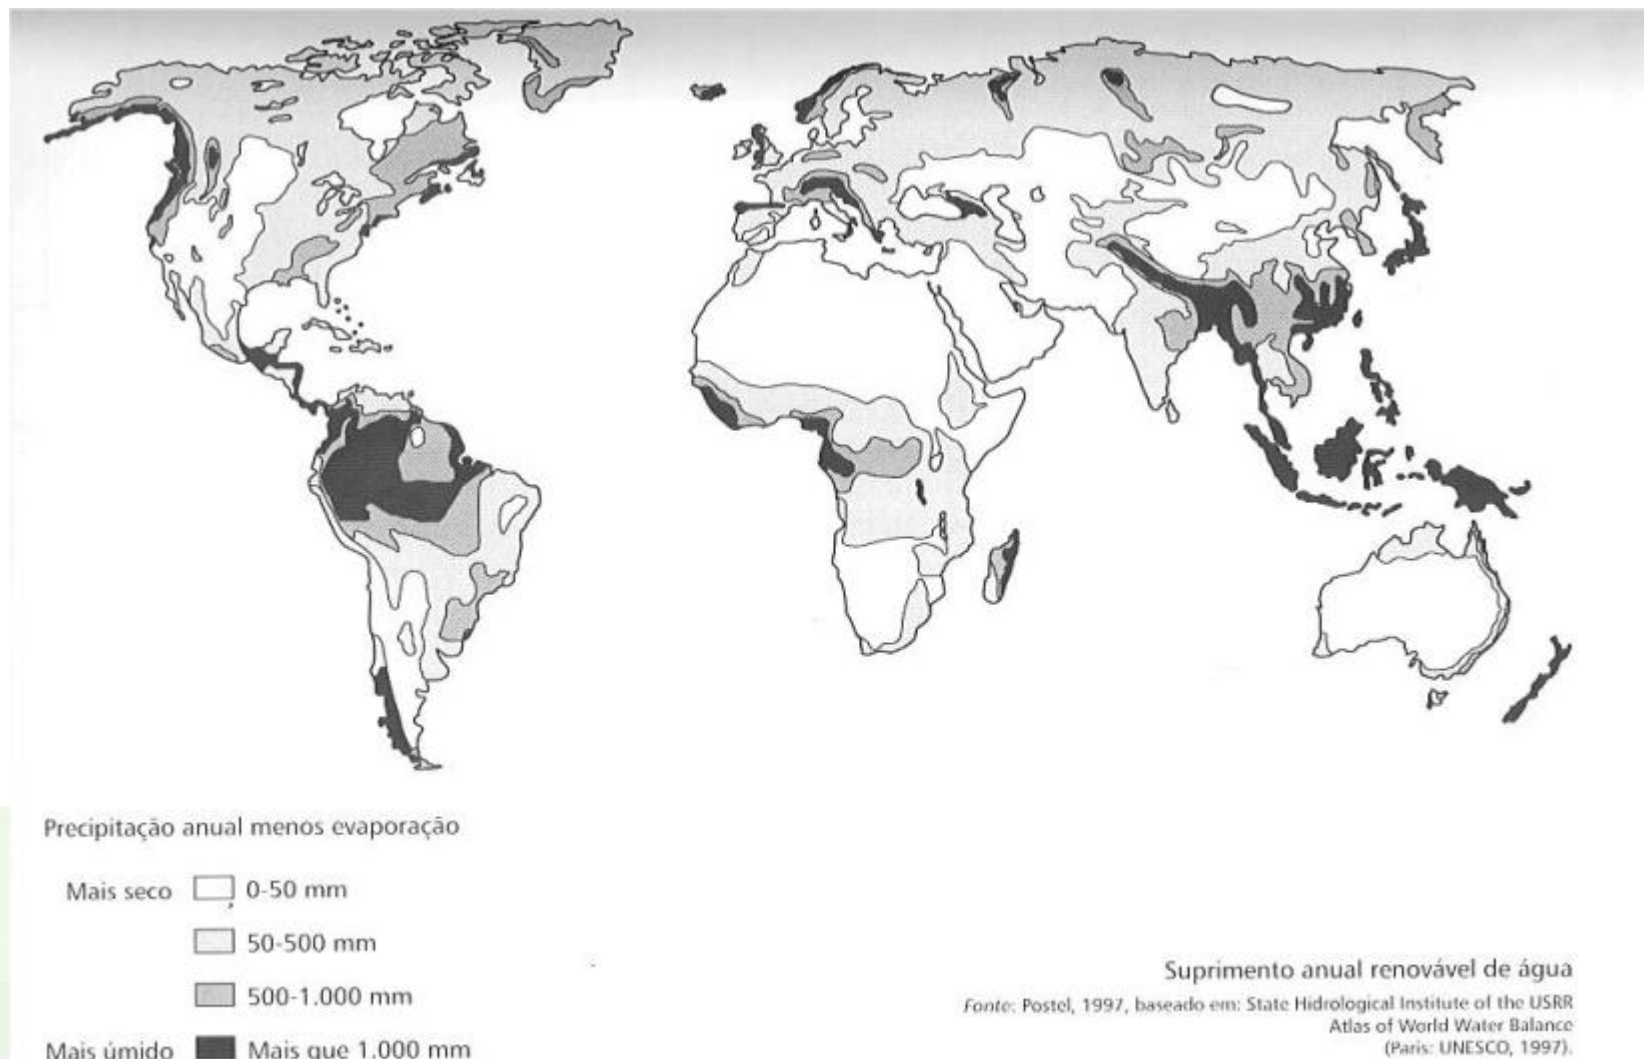 Precipitação anual menos evaporação
Mais seco 0-50 mm
50-500 mm
500-1.000 mm
Mais úmido Mais que 1.000 mm
Suprimento anual renovável de água
Fonte: Postel, 1997, baseado em: State Hidrological Institute of the USRR
Atlas of World Water Balance
(Paris: UNESCO, 1997).